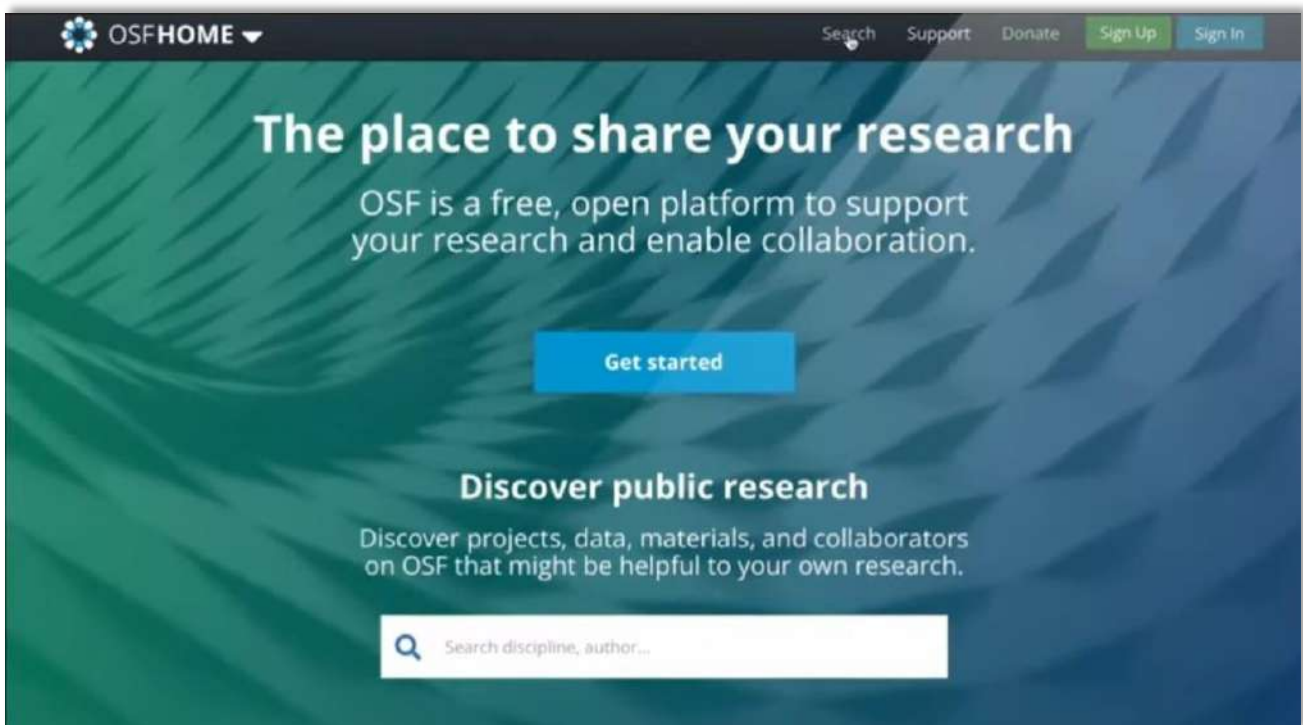 OSFHOME
Search Support Donate Sign Up Sign In
The place to share your research
OSF is a free, open platform to support
your research and enable collaboration.
Get started
Discover public research
Discover projects, data, materials, and collaborators
on OSF that might be helpful to your own research.
Search discipline, author...